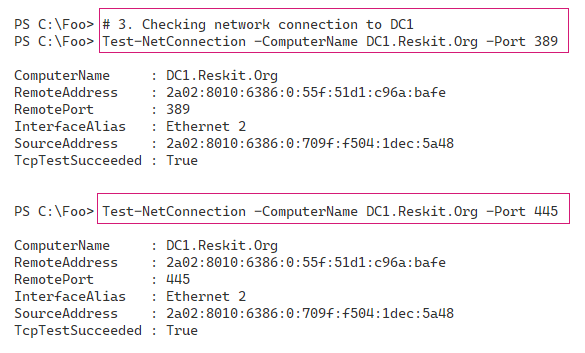 PS C:\Foo> # 3. Checking network connection to DC1
PS C:\Foo> Test-NetConnection -ComputerName DC1.Reskit.Org -Port 389
ComputerName     : DC1.Reskit.Org
RemoteAddress    : 2a02:8010:6386:0:55f:51d1:c96a:bafe
RemotePort       : 389
InterfaceAlias   : Ethernet 2
SourceAddress    : 2a02:8010:6386:0:709f:f504:1dec:5a48
TcpTestSucceeded : True
PS C:\Foo> Test-NetConnection -ComputerName DC1.Reskit.Org -Port 445
ComputerName     : DC1.Reskit.Org
RemoteAddress    : 2a02:8010:6386:0:55f:51d1:c96a:bafe
RemotePort       : 445
InterfaceAlias   : Ethernet 2
SourceAddress    : 2a02:8010:6386:0:709f:f504:1dec:5a48
TcpTestSucceeded : True